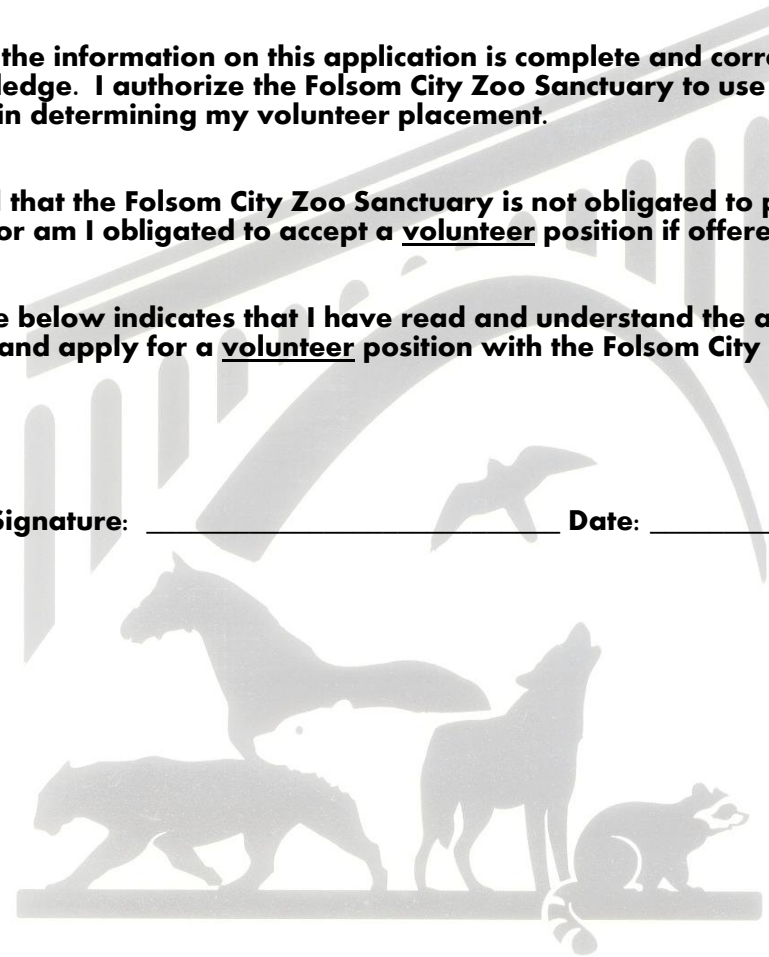 the information on this application is complete and corre
ledge. I authorize the Folsom City Zoo Sanctuary to use
in determining my volunteer placement.
that the Folsom City Zoo Sanctuary is not obligated to p
or am I obligated to accept a volunteer position if offere
e below indicates that I have read and understand the a
and apply for a volunteer position with the Folsom City
Signature: ______________________________ Date: _________